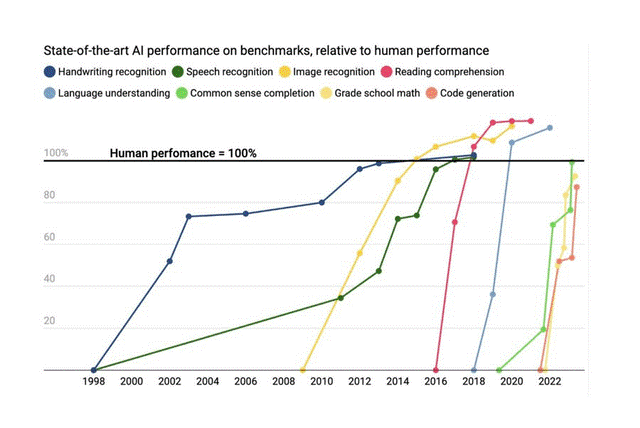 State-of-the-art AI performance on benchmarks, relative to human performance
Handwriting recognition Speech recognition Image recognition Reading comprehension
Language understanding Common sense completion Grade school math Code generation
100% Human perfomance = 100%
80
60
40
20
1998 2000 2002 2004 2006 2008 2010 2012 2014 2016 2018 2020 2022